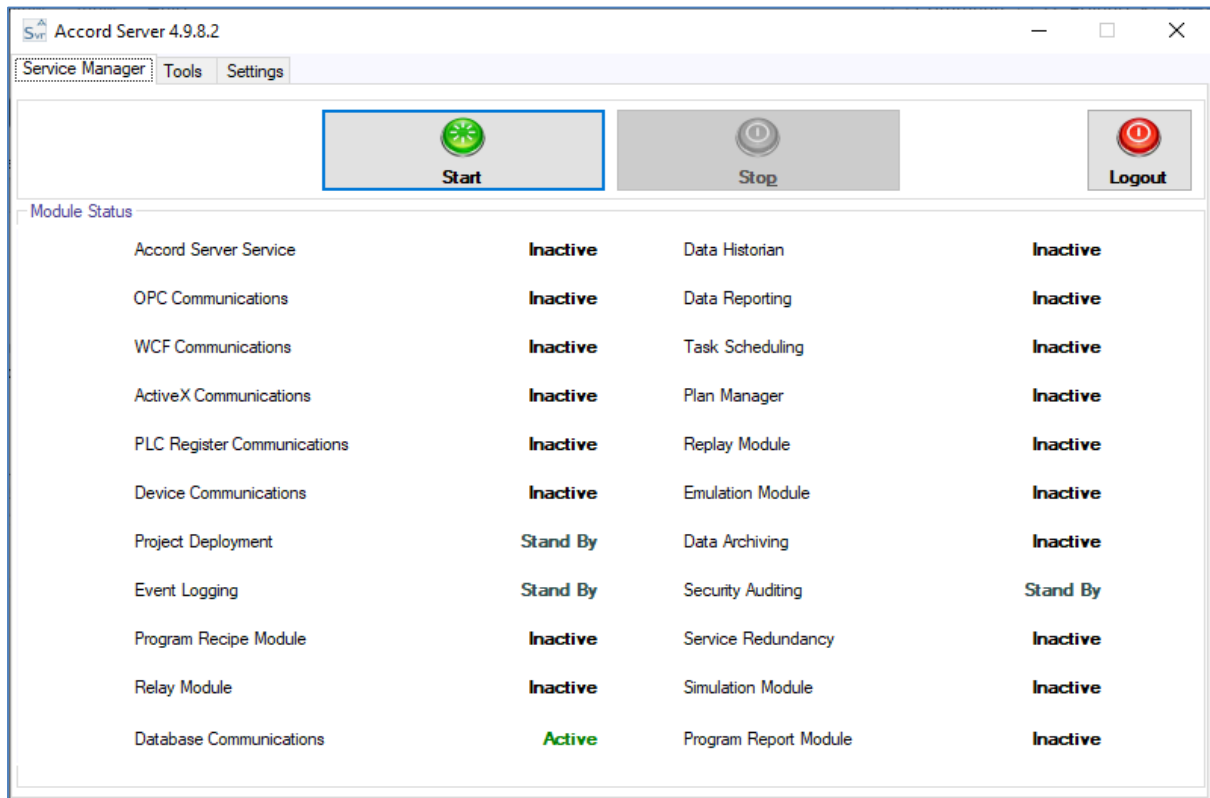 Svr Accord Server 4.9.8.2
Service Manager Tools Settings
Start Stop Logout
Module Status
Accord Server Service Inactive Data Historian Inactive
OPC Communications Inactive Data Reporting Inactive
WCF Communications Inactive Task Scheduling Inactive
ActiveX Communications Inactive Plan Manager Inactive
PLC Register Communications Inactive Replay Module Inactive
Device Communications Inactive Emulation Module Inactive
Project Deployment Stand By Data Archiving Inactive
Event Logging Stand By Security Auditing Stand By
Program Recipe Module Inactive Service Redundancy Inactive
Relay Module Inactive Simulation Module Inactive
Database Communications Active Program Report Module Inactive